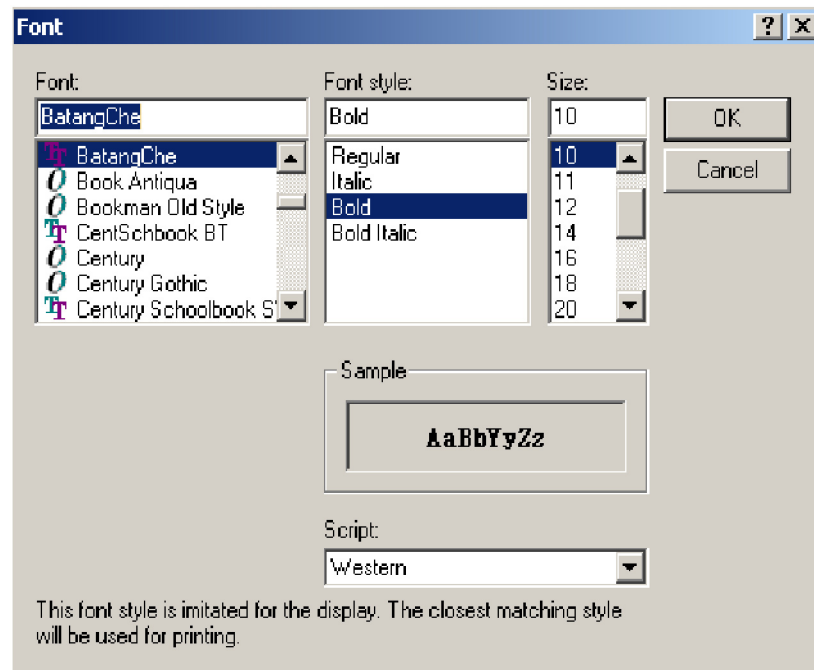 Font
Font: Font style: Size:
BatangChe Bold 10 OK
BatangChe Regular 10 Cancel
Book Antiqua Italic 11
Bookman Old Style Bold 12
CentSchbook BT Bold Italic 14
Century 16
Century Gothic 18
Century Schoolbook 20
Sample
AaBbYyZz
Script:
Western
This font style is imitated for the display. The closest matching style
will be used for printing.